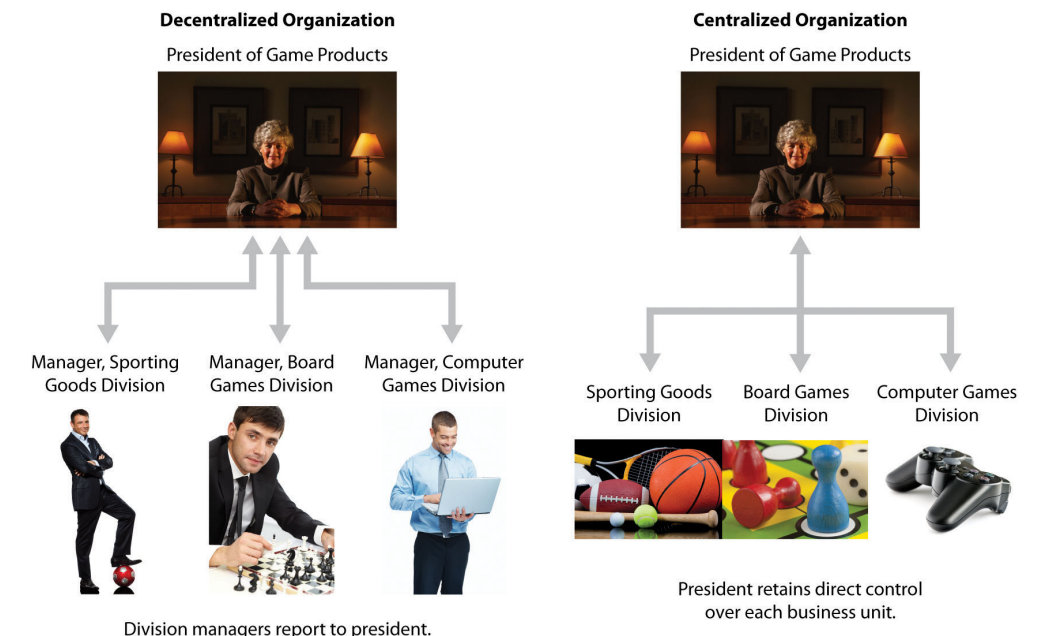 Decentralized Organization
President of Game Products
Manager, Sporting
Goods Division
Manager, Board
Games Division
Manager, Computer
Games Division
Division managers report to president.
Centralized Organization
President of Game Products
Sporting Goods
Division
Board Games
Division
Computer Games
Division
President retains direct control
over each business unit.